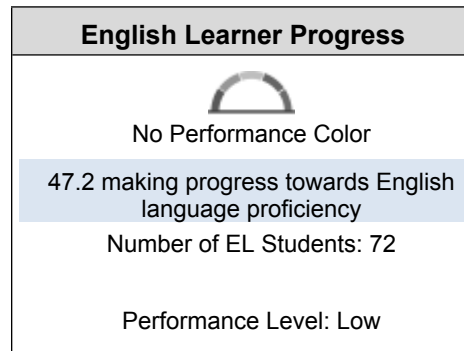 English Learner Progress
No Performance Color
47.2 making progress towards English
language proficiency
Number of EL Students: 72
Performance Level: Low